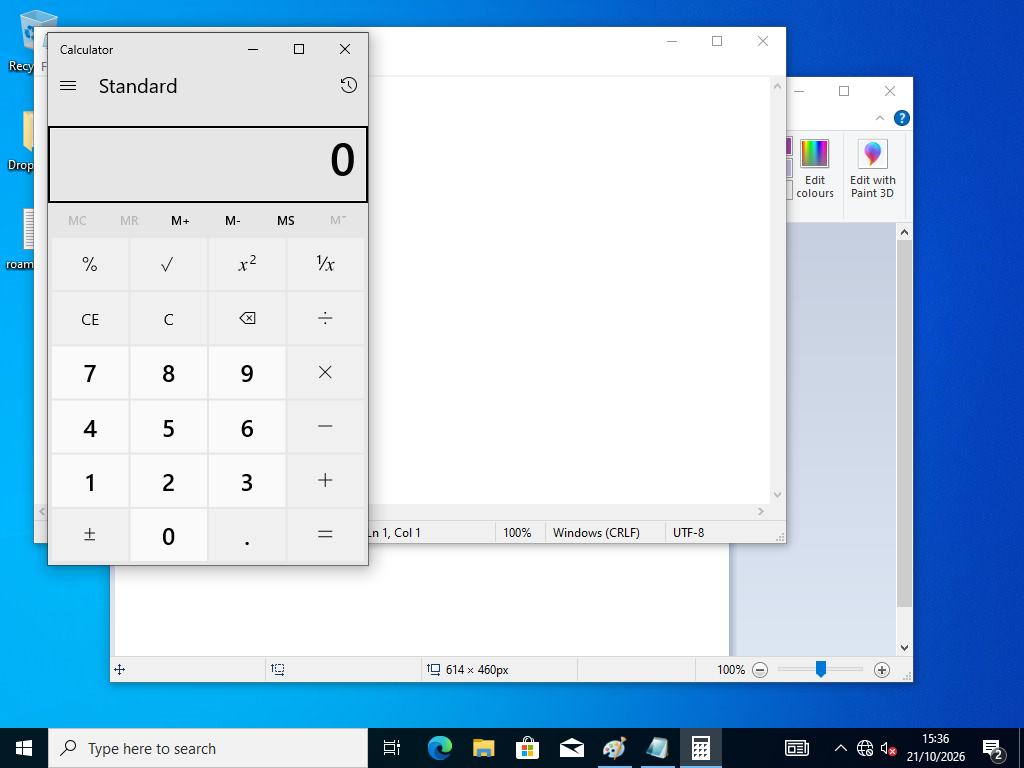 Recy
Drop
roam
Calculator
Standard
0
MC MR M+ M- MS M˅
% √ x² ¹/x
CE C ÷
7 8 9 ×
4 5 6 −
1 2 3 +
± 0 . =
F
Ln 1, Col 1 100% Windows (CRLF) UTF-8
Edit
colours
Edit with
Paint 3D
614 × 460px 100%
Type here to search
15:36
21/10/2026
2